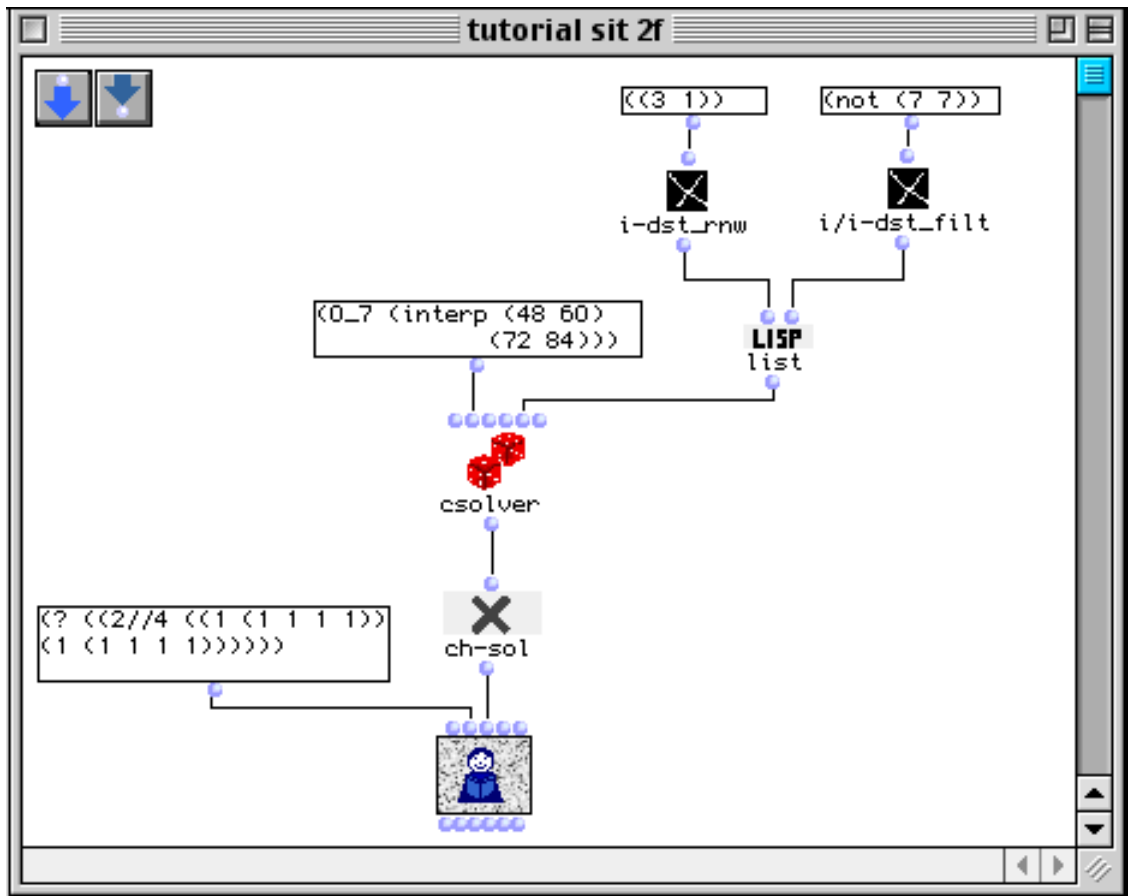 tutorial sit 2f
((3 1))
(not (7 7))
i-dst_rnw
i/i-dst_filt
(0_7 (interp (48 60)
(72 84)))
LISP
list
csolver
(? ((2//4 ((1 (1 1 1 1))
(1 (1 1 1 1))))))
ch-sol